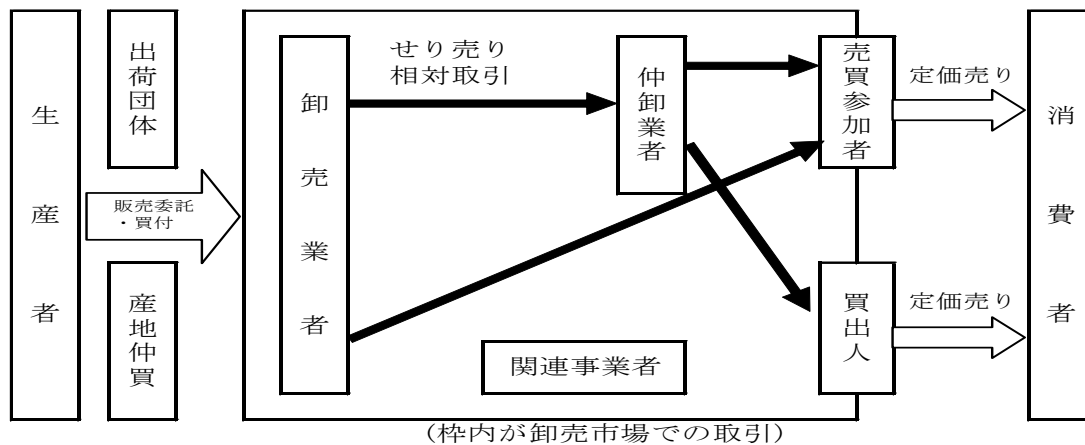 生産者
出荷団体
販売委託
・買付
産地仲買
卸売業者
せり売り
相対取引
仲卸業者
関連事業者
売買参加者
買出人
定価売り
定価売り
消費者
(枠内が卸売市場での取引)